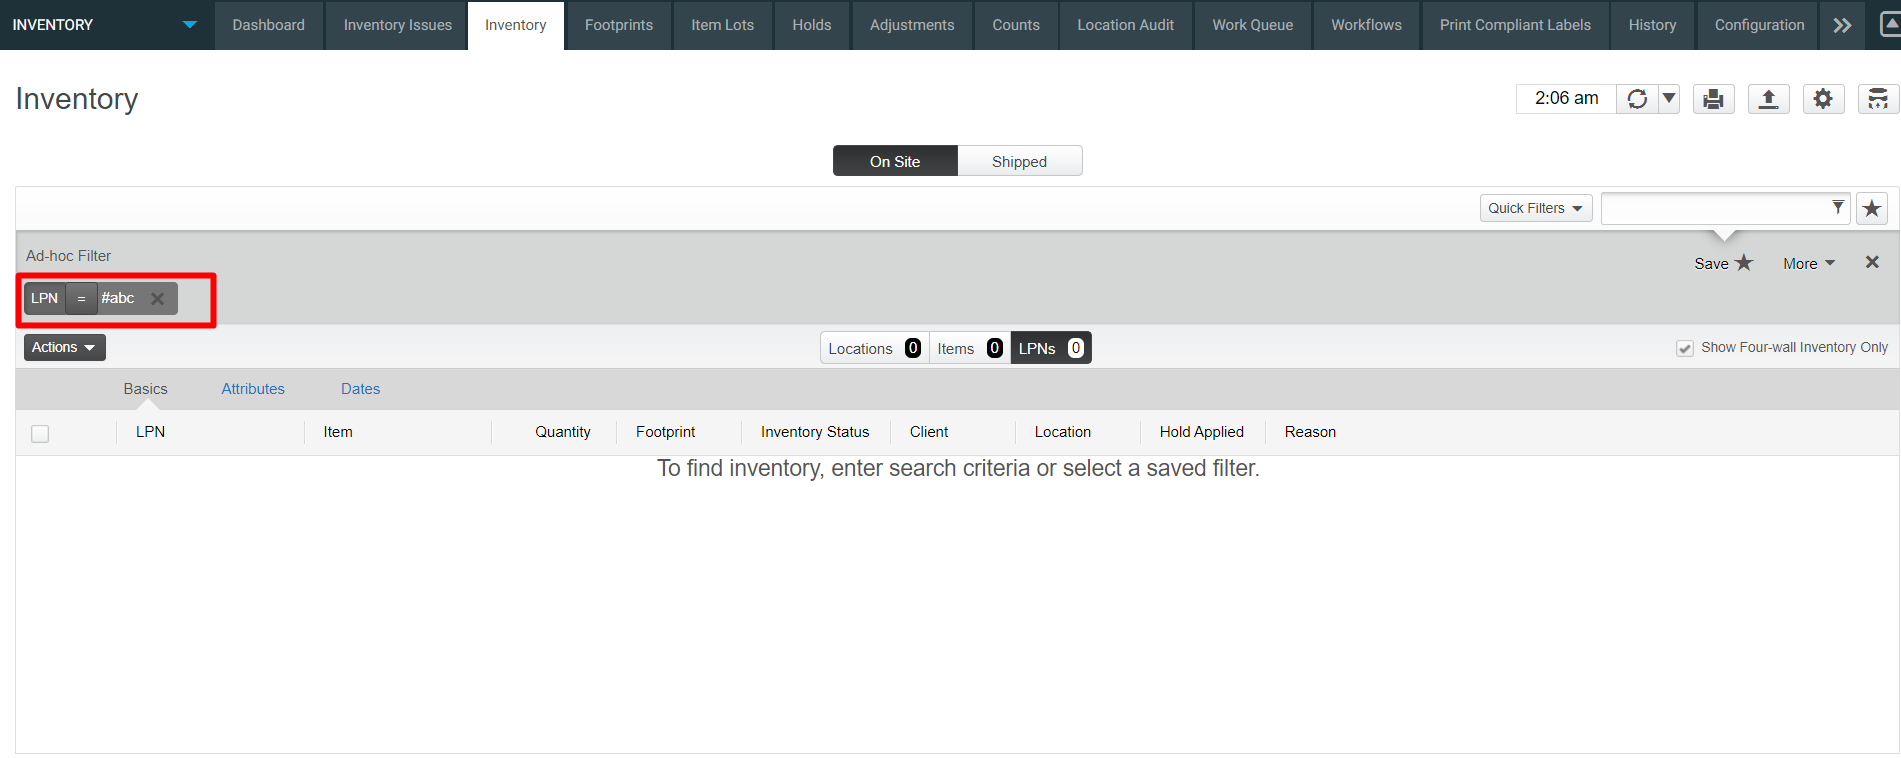 INVENTORY Dashboard Inventory Issues Inventory Footprints Item Lots Holds Adjustments Counts Location Audit Work Queue Workflows Print Compliant Labels History Configuration
Inventory 2:06 am
On Site Shipped
Quick Filters
Ad-hoc Filter
Save More
LPN = #abc
Actions Locations 0 Items 0 LPNs 0 Show Four-wall Inventory Only
Basics Attributes Dates
LPN Item Quantity Footprint Inventory Status Client Location Hold Applied Reason
To find inventory, enter search criteria or select a saved filter.